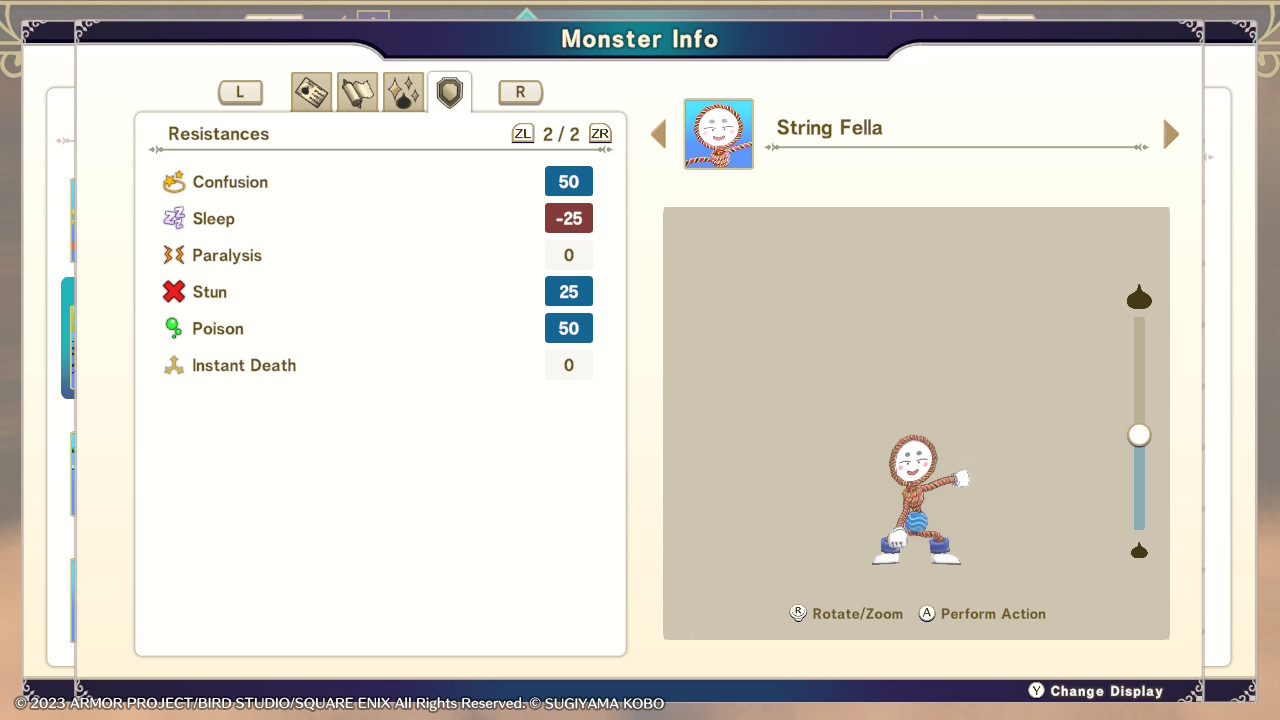 Monster Info
L
R
Resistances
ZL 2 / 2 ZR
Confusion 50
Sleep -25
Paralysis 0
Stun 25
Poison 50
Instant Death 0
String Fella
R Rotate/Zoom A Perform Action
Y Change Display
© 2023 ARMOR PROJECT/BIRD STUDIO/SQUARE ENIX All Rights Reserved. © SUGIYAMA KOBO